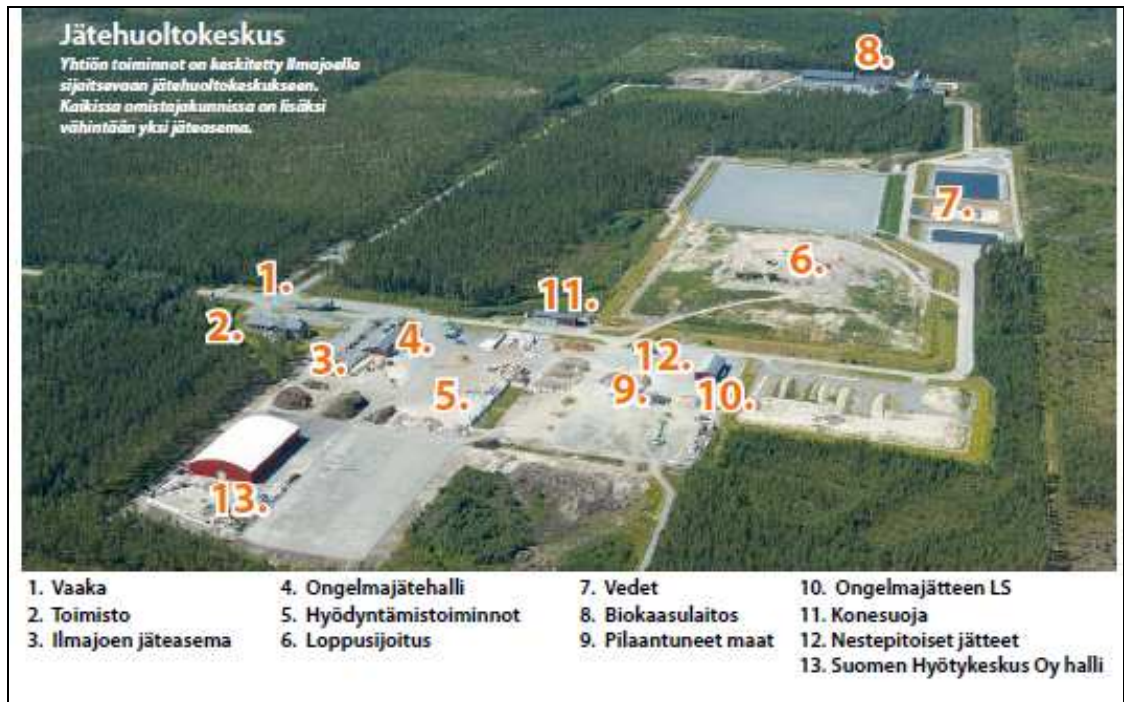 Jätehuoltokeskus
Yhtiön toiminnot on keskitetty Ilmajoella
sijaitsevaan jätehuoltokeskukseen.
Kaikissa omistajakunnissa on lisäksi
vähintään yksi jäteasema.
8.
7.
6.
1.
11.
2.
3.
4.
12.
5.
9.
10.
13.
1. Vaaka
2. Toimisto
3. Ilmajoen jäteasema
4. Ongelmajätehalli
5. Hyödyntämistoiminnot
6. Loppusijoitus
7. Vedet
8. Biokaasulaitos
9. Pilaantuneet maat
10. Ongelmajätteen LS
11. Konesuoja
12. Nestepitoiset jätteet
13. Suomen Hyötykeskus Oy halli